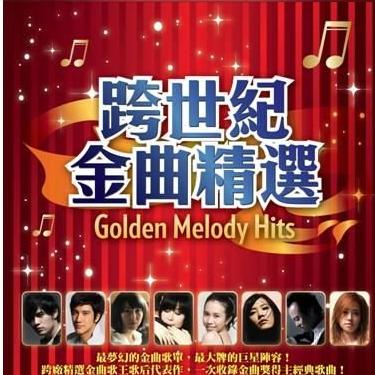 跨世紀
金曲精選
Golden Melody Hits
最夢幻的金曲歌單，最大牌的巨星陣容！
跨廠精選金曲歌王歌后代表作，一次收錄金曲獎得主經典歌曲！